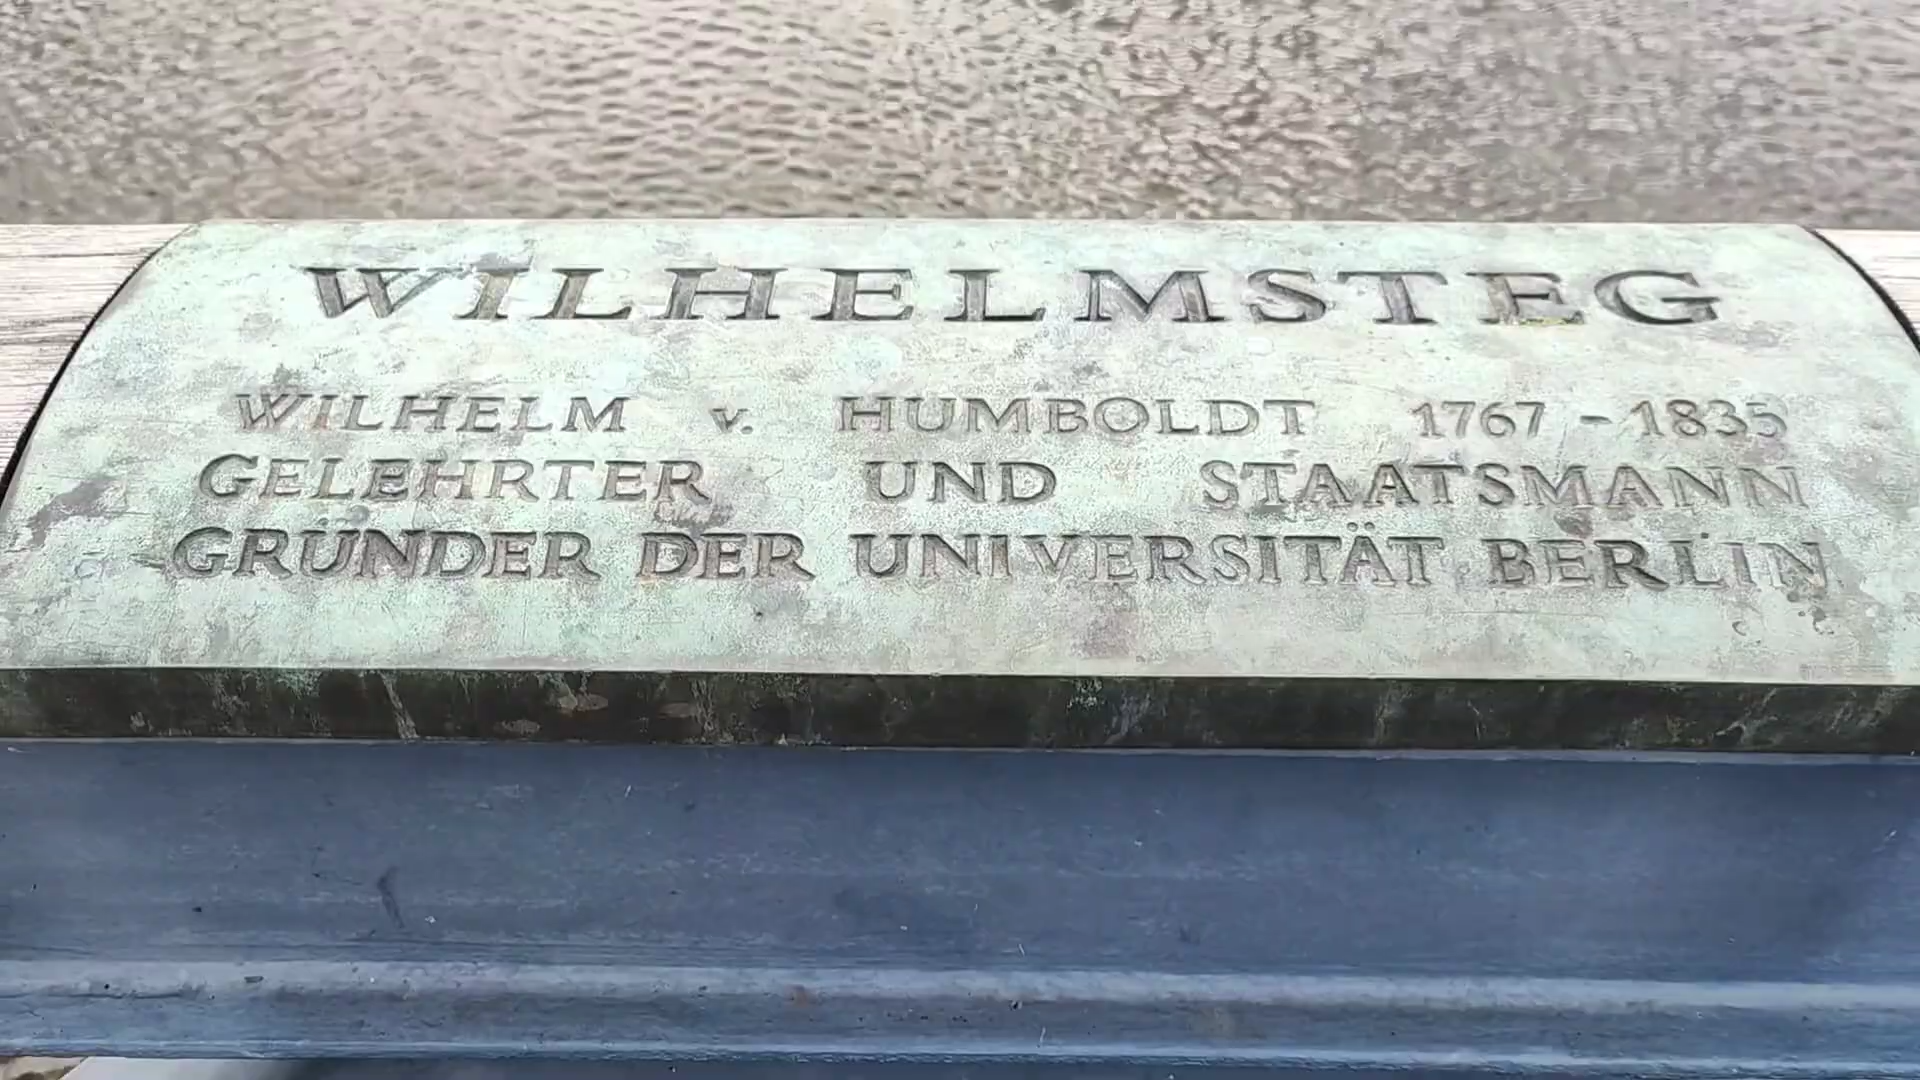 WILHELMSTEG
WILHELM v. HUMBOLDT 1767 - 1835
GELEHRTER UND STAATSMANN
GRÜNDER DER UNIVERSITÄT BERLIN